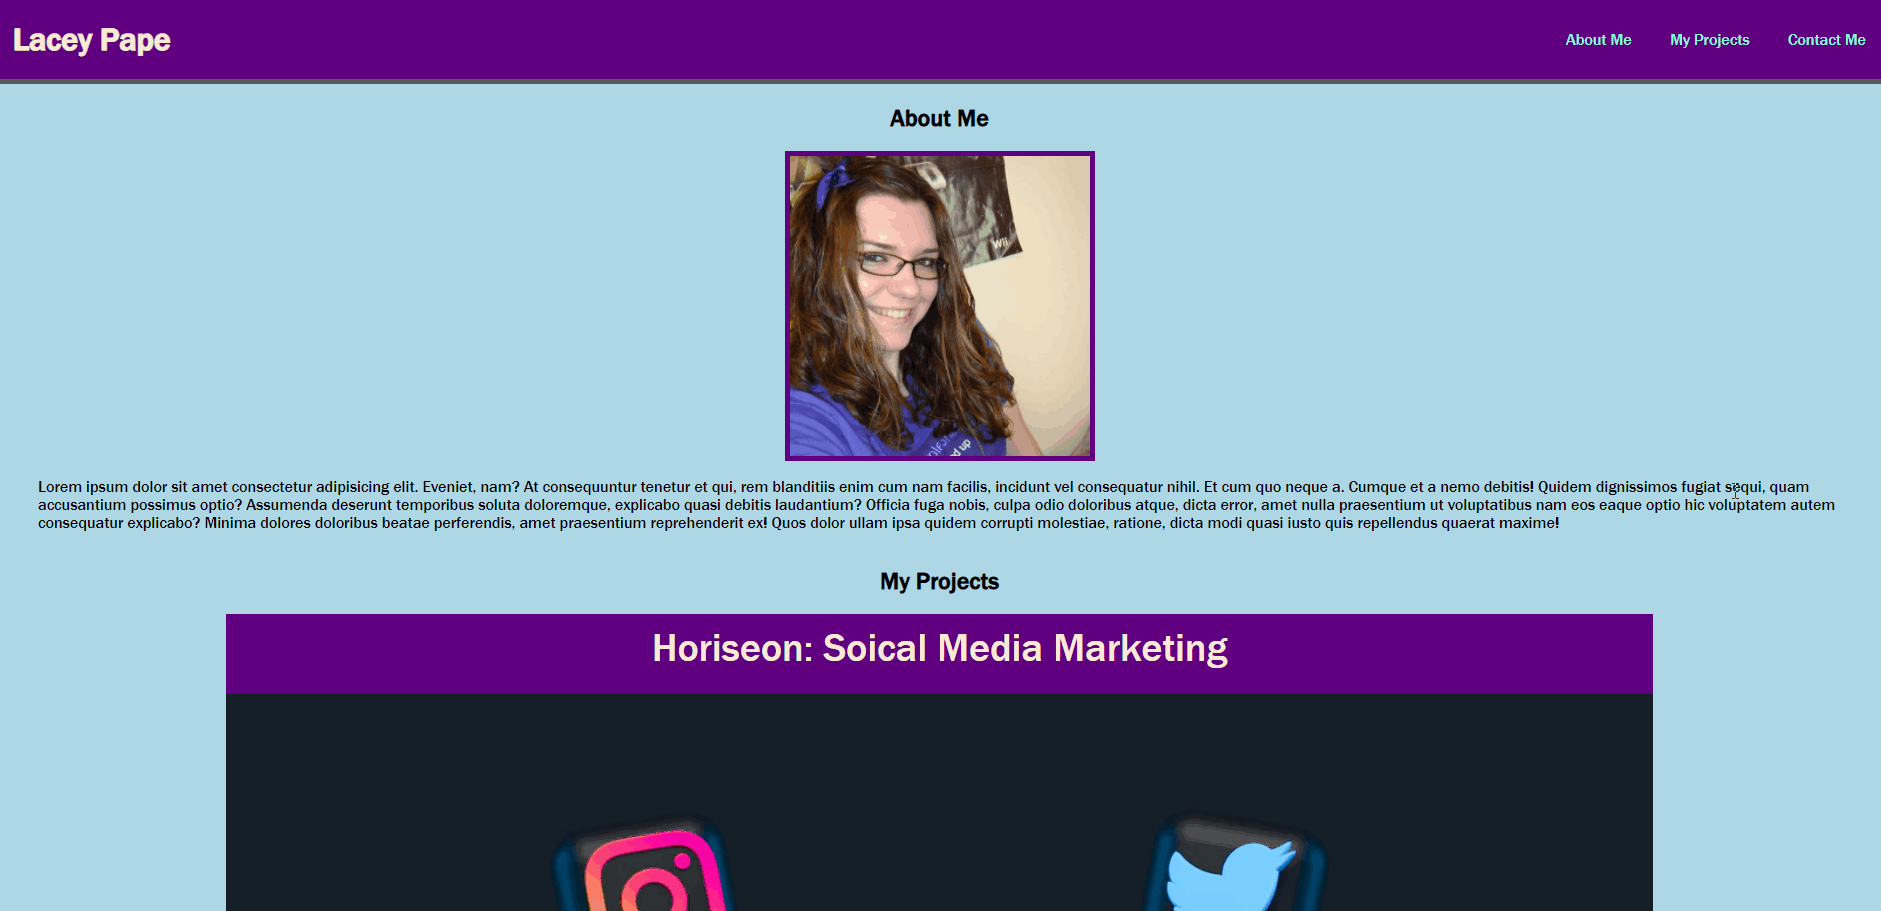 Lacey Pape
About Me
My Projects
Contact Me
About Me
Wii
Lorem ipsum dolor sit amet consectetur adipisicing elit. Eveniet, nam? At consequuntur tenetur et qui, rem blanditiis enim cum nam facilis, incidunt vel consequatur nihil. Et cum quo neque a. Cumque et a nemo debitis! Quidem dignissimos fugiat sequi, quam
accusantium possimus optio? Assumenda deserunt temporibus soluta doloremque, explicabo quasi debitis laudantium? Officia fuga nobis, culpa odio doloribus atque, dicta error, amet nulla praesentium ut voluptatibus nam eos eaque optio hic voluptatem autem
consequatur explicabo? Minima dolores doloribus beatae perferendis, amet praesentium reprehenderit ex! Quos dolor ullam ipsa quidem corrupti molestiae, ratione, dicta modi quasi iusto quis repellendus quaerat maxime!
My Projects
Horiseon: Soical Media Marketing